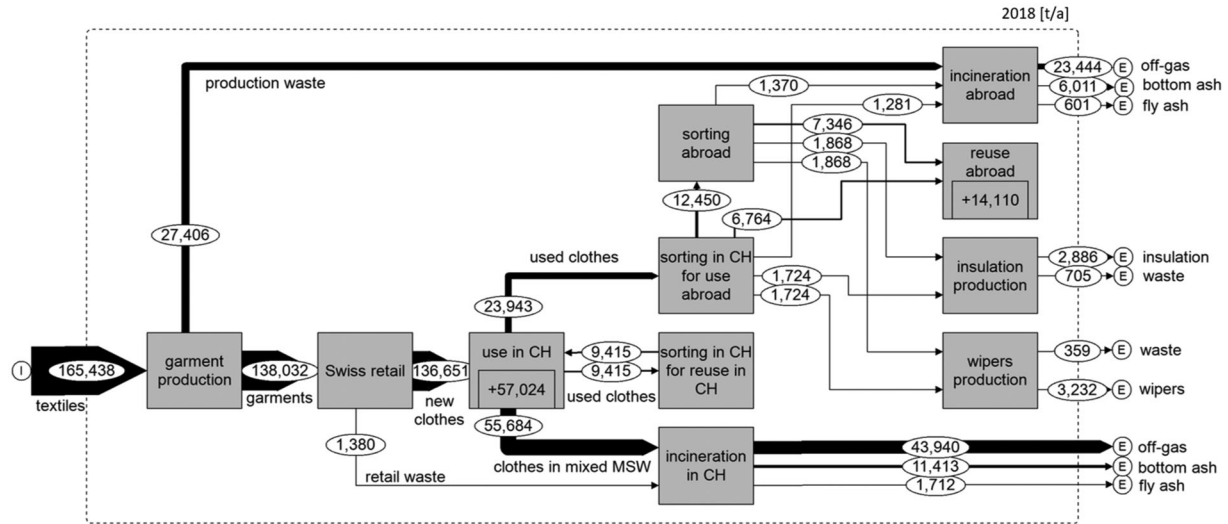 2018 [t/a]
production waste
27,406
incineration
abroad
23,444
E
off-gas
6,011
E
bottom ash
601
E
fly ash
1,370
1,281
sorting
abroad
7,346
1,868
1,868
reuse
abroad
+14,110
12,450
6,764
used clothes
sorting in CH
for use
abroad
1,724
1,724
insulation
production
2,886
E
insulation
705
E
waste
23,943
I
165,438
textiles
garment
production
138,032
garments
Swiss retail
136,651
new
clothes
use in CH
+57,024
9,415
9,415
used clothes
sorting in CH
for reuse in
CH
wipers
production
359
E
waste
3,232
E
wipers
55,684
clothes in mixed MSW
1,380
retail waste
incineration
in CH
43,940
E
off-gas
11,413
E
bottom ash
1,712
E
fly ash